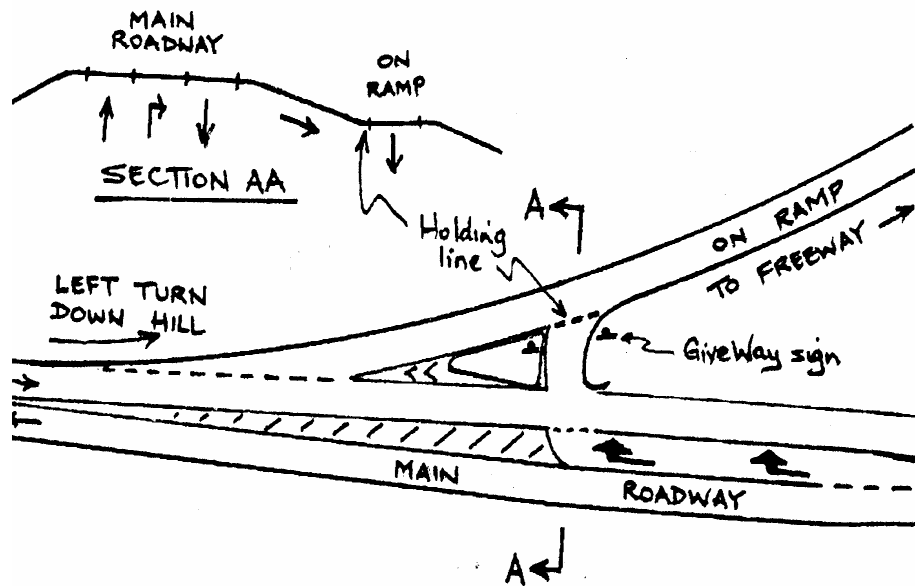 MAIN
ROADWAY
ON
RAMP
SECTION AA
A
Holding
line
ON RAMP
TO FREEWAY
LEFT TURN
DOWN HILL
GiveWay sign
MAIN ROADWAY
A